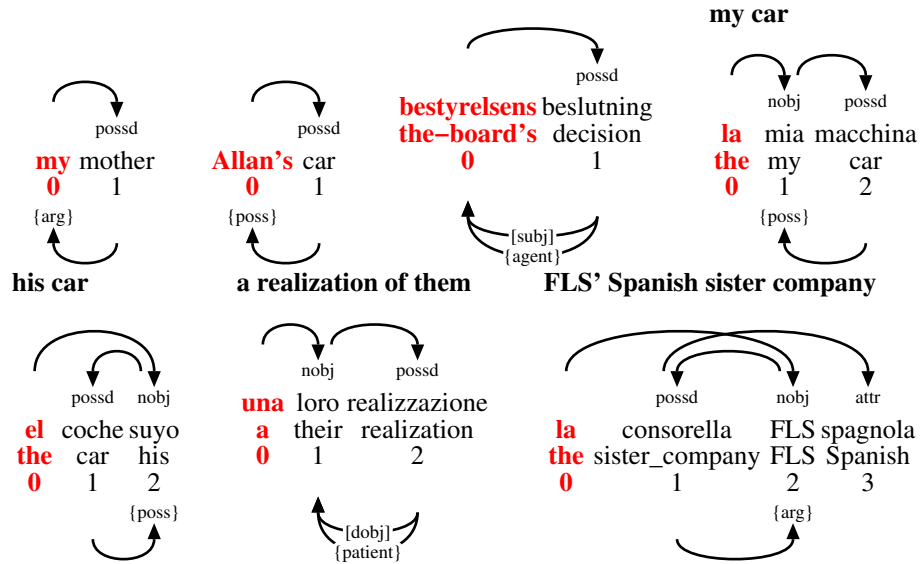 my car
possd
my mother
0 1
{arg}
possd
Allan's car
0 1
{poss}
possd
bestyrelsens beslutning
the–board's decision
0 1
[subj]
{agent}
nobj possd
la mia macchina
the my car
0 1 2
{poss}
his car
a realization of them
FLS' Spanish sister company
possd nobj
el coche suyo
the car his
0 1 2
{poss}
nobj possd
una loro realizzazione
a their realization
0 1 2
[dobj]
{patient}
possd nobj attr
la consorella FLS spagnola
the sister_company FLS Spanish
0 1 2 3
{arg}